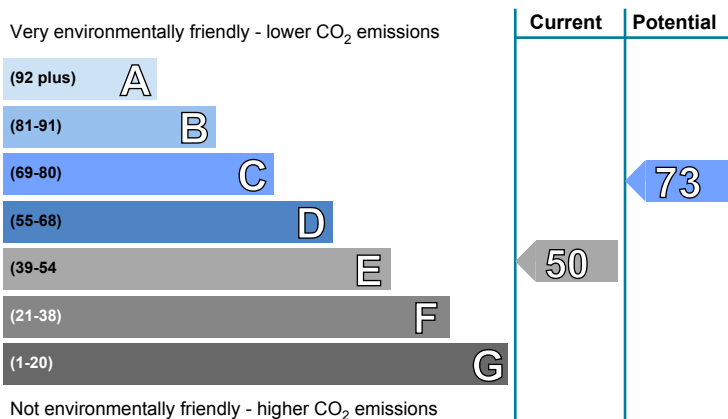 Very environmentally friendly - lower CO2 emissions
Current
Potential
(92 plus) A
(81-91) B
(69-80) C
73
(55-68) D
(39-54 E
50
(21-38) F
(1-20) G
Not environmentally friendly - higher CO2 emissions